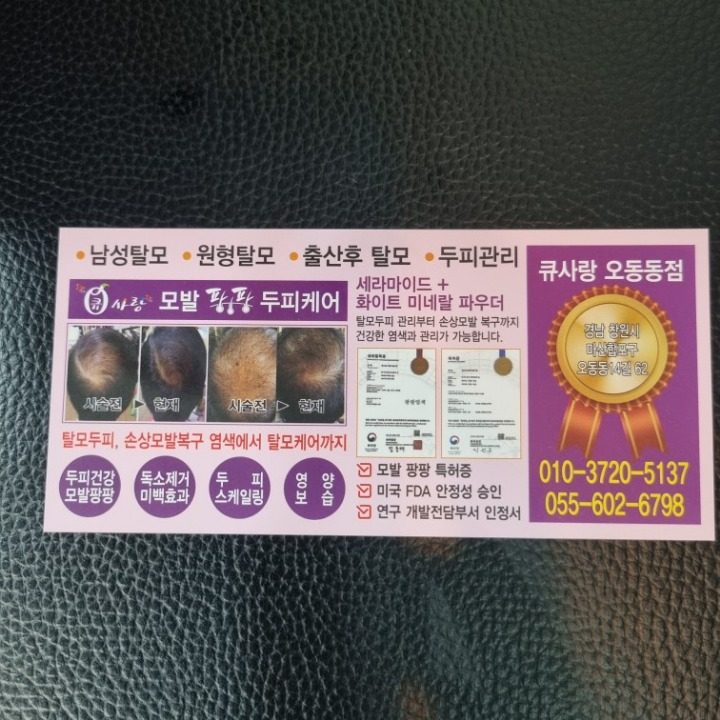 • 남성탈모 • 원형탈모 • 출산후 탈모 • 두피관리
큐사랑 모발 팡팡 두피케어
시술전 현재 시술전 현재
탈모두피, 손상모발복구 염색에서 탈모케어까지
두피건강
모발팡팡
독소제거
미백효과
두 피
스케일링
영 양
보 습
세라마이드 +
화이트 미네랄 파우더
탈모두피 관리부터 손상모발 복구까지
건강한 염색과 관리가 가능합니다.
모발 팡팡 특허증
미국 FDA 안정성 승인
연구 개발전담부서 인정서
큐사랑 오동동점
경남 창원시
마산합포구
오동동14길 62
010-3720-5137
055-602-6798